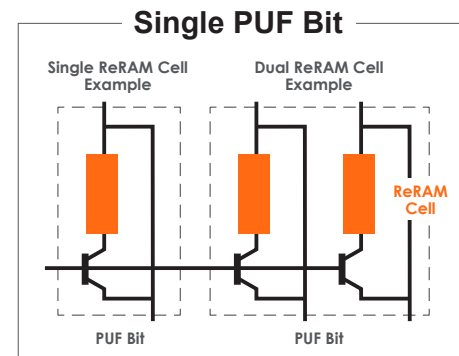 Single PUF Bit
Single ReRAM Cell
Example
Dual ReRAM Cell
Example
ReRAM
Cell
PUF Bit
PUF Bit